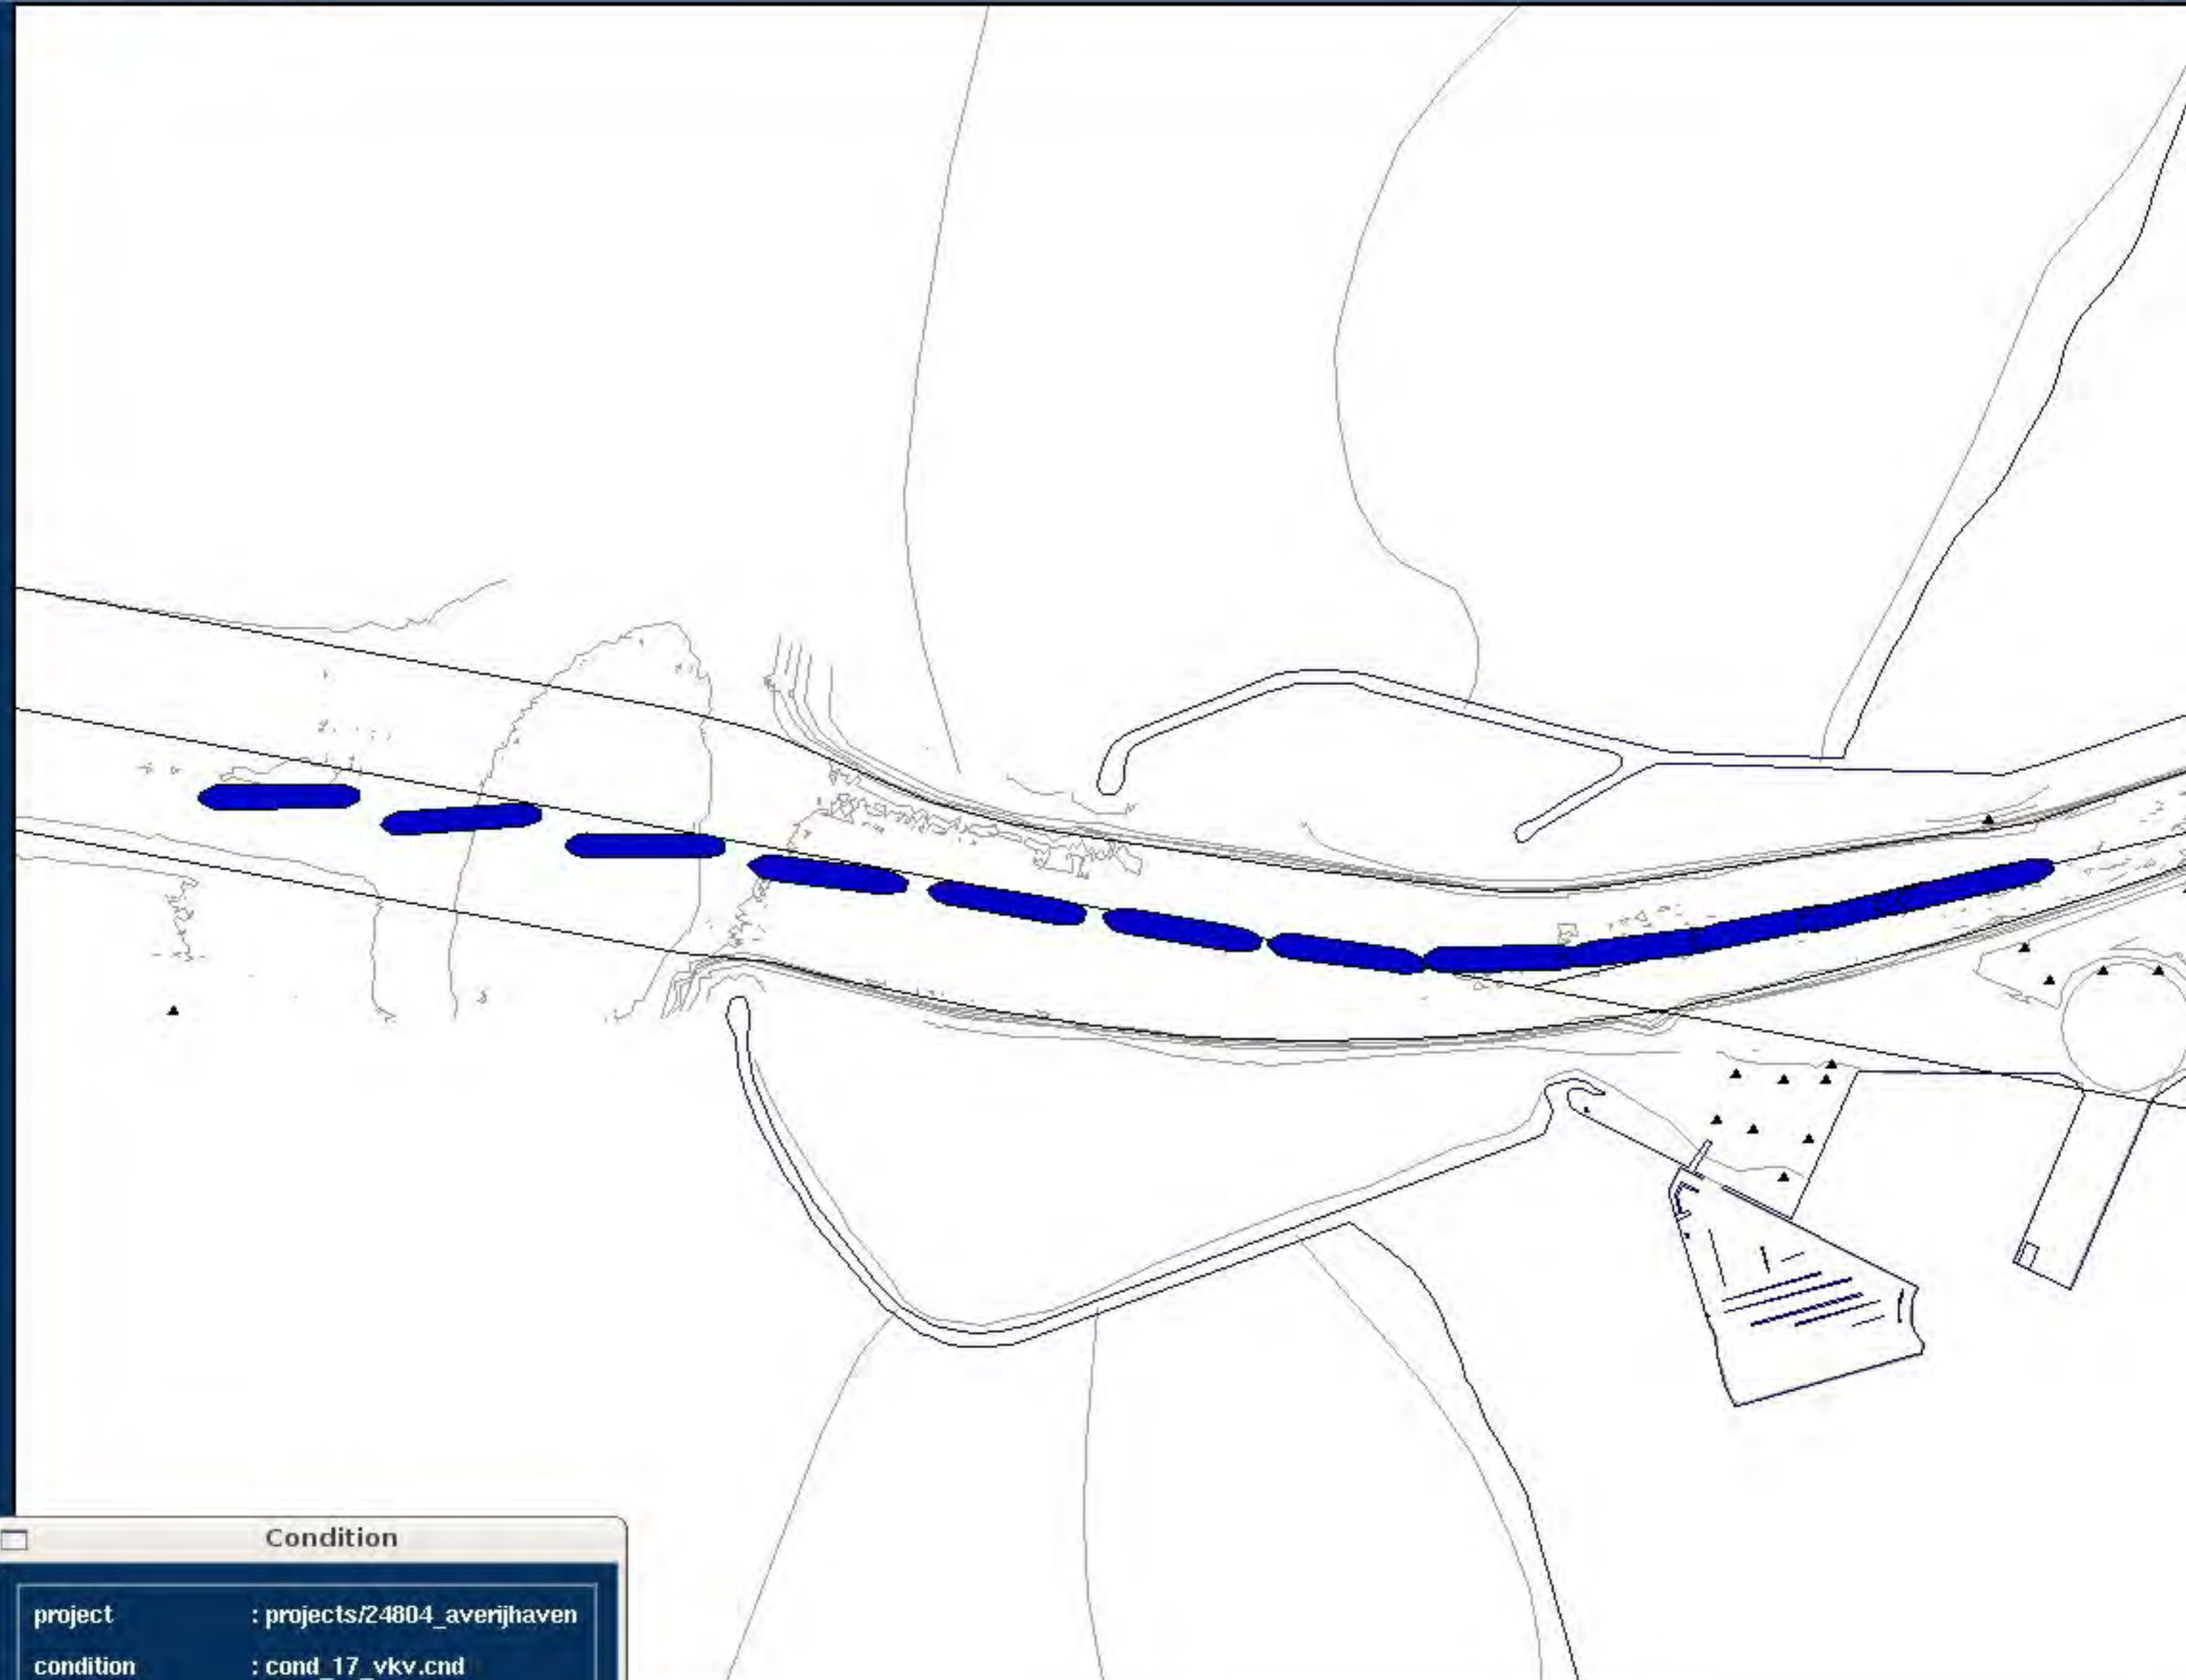 Condition
project : projects/24804_averijhaven
condition : cond_17_vkv.cnd